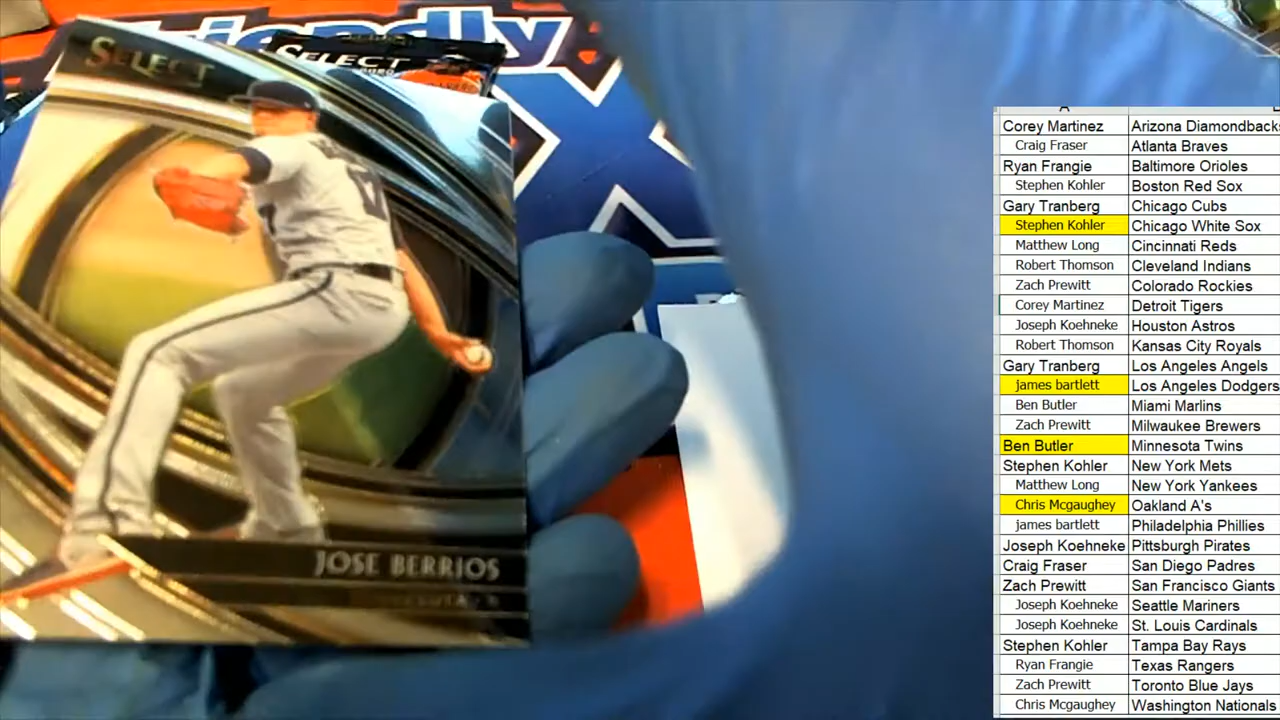 friendly
SELECT
SELECT
JOSE BERRIOS
A
Corey Martinez Arizona Diamondback
Craig Fraser Atlanta Braves
Ryan Frangie Baltimore Orioles
Stephen Kohler Boston Red Sox
Gary Tranberg Chicago Cubs
Stephen Kohler Chicago White Sox
Matthew Long Cincinnati Reds
Robert Thomson Cleveland Indians
Zach Prewitt Colorado Rockies
Corey Martinez Detroit Tigers
Joseph Koehneke Houston Astros
Robert Thomson Kansas City Royals
Gary Tranberg Los Angeles Angels
james bartlett Los Angeles Dodgers
Ben Butler Miami Marlins
Zach Prewitt Milwaukee Brewers
Ben Butler Minnesota Twins
Stephen Kohler New York Mets
Matthew Long New York Yankees
Chris Mcgaughey Oakland A's
james bartlett Philadelphia Phillies
Joseph Koehneke Pittsburgh Pirates
Craig Fraser San Diego Padres
Zach Prewitt San Francisco Giants
Joseph Koehneke Seattle Mariners
Joseph Koehneke St. Louis Cardinals
Stephen Kohler Tampa Bay Rays
Ryan Frangie Texas Rangers
Zach Prewitt Toronto Blue Jays
Chris Mcgaughey Washington Nationals